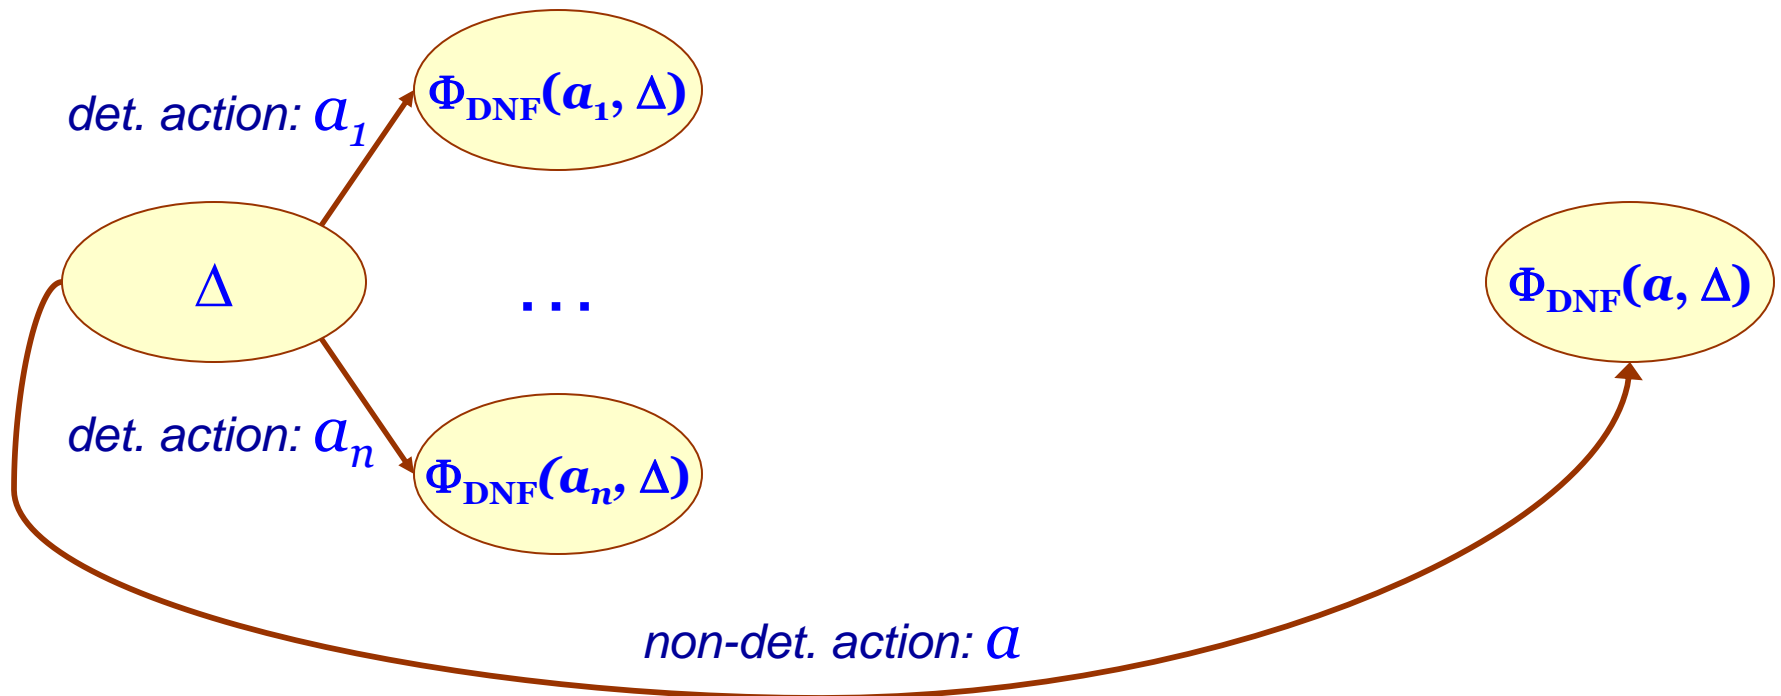 Φ_DNF(a₁, Δ)
det. action: a₁
Δ
...
Φ_DNF(a, Δ)
det. action: aₙ
Φ_DNF(aₙ, Δ)
non-det. action: a